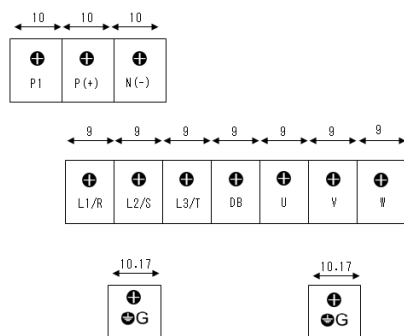 10 10 10
P1 P(+) N(-)
9 9 9 9 9 9 9
L1/R L2/S L3/T DB U V W
10.17 10.17
G G